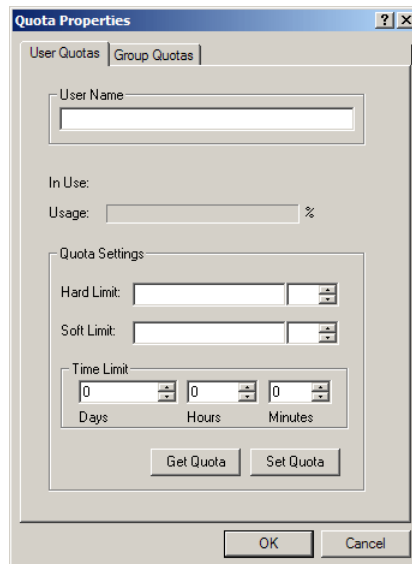 Quota Properties
User Quotas Group Quotas
User Name
In Use:
Usage: %
Quota Settings
Hard Limit:
Soft Limit:
Time Limit
0 0 0
Days Hours Minutes
Get Quota Set Quota
OK Cancel